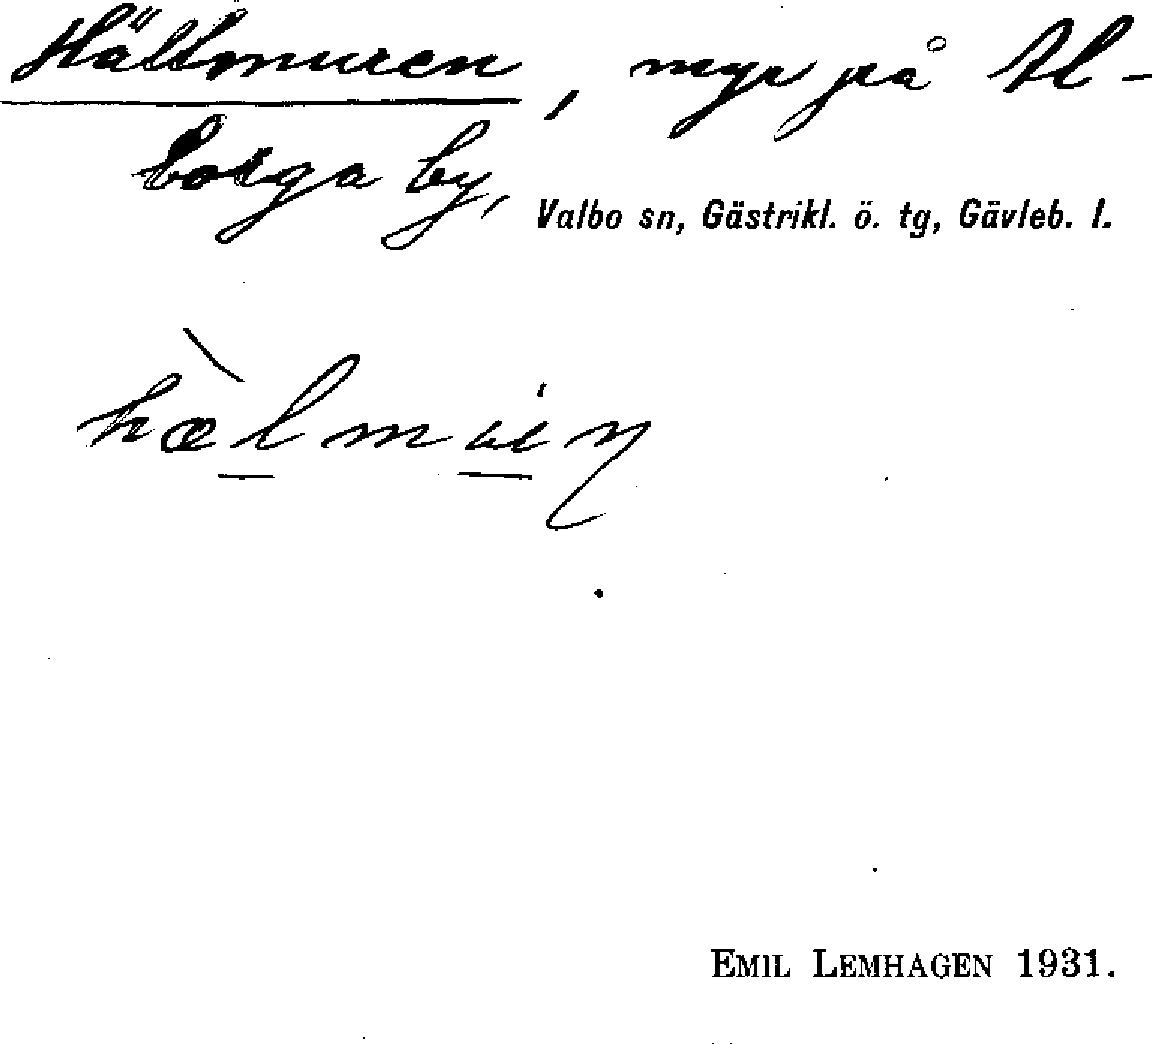 Hällmuren, myr på Al-
borga by, Valbo sn, Gästrikl. ö. tg, Gävleb. l.
EMIL LEMHAGEN 1931.